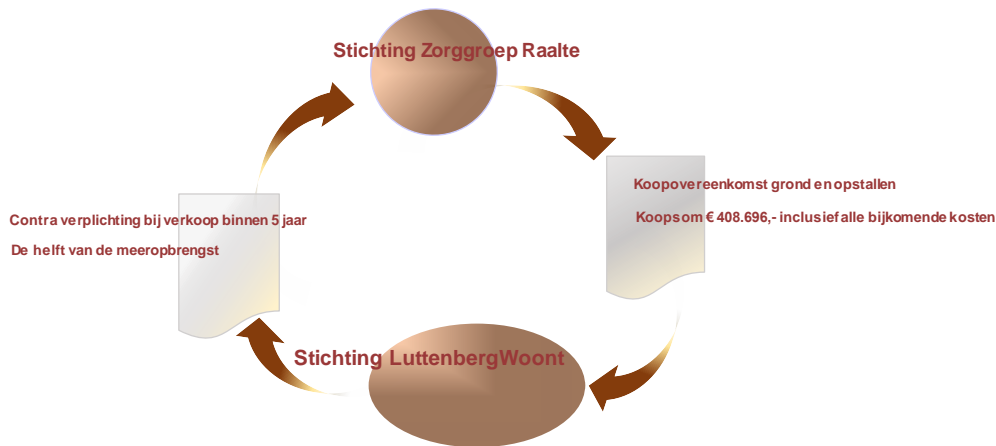 Stichting Zorggroep Raalte
Koopovereenkomst grond en opstallen
Koopsom € 408.696,- inclusief alle bijkomende kosten
Contra verplichting bij verkoop binnen 5 jaar
De helft van de meeropbrengst
Stichting LuttenbergWoont